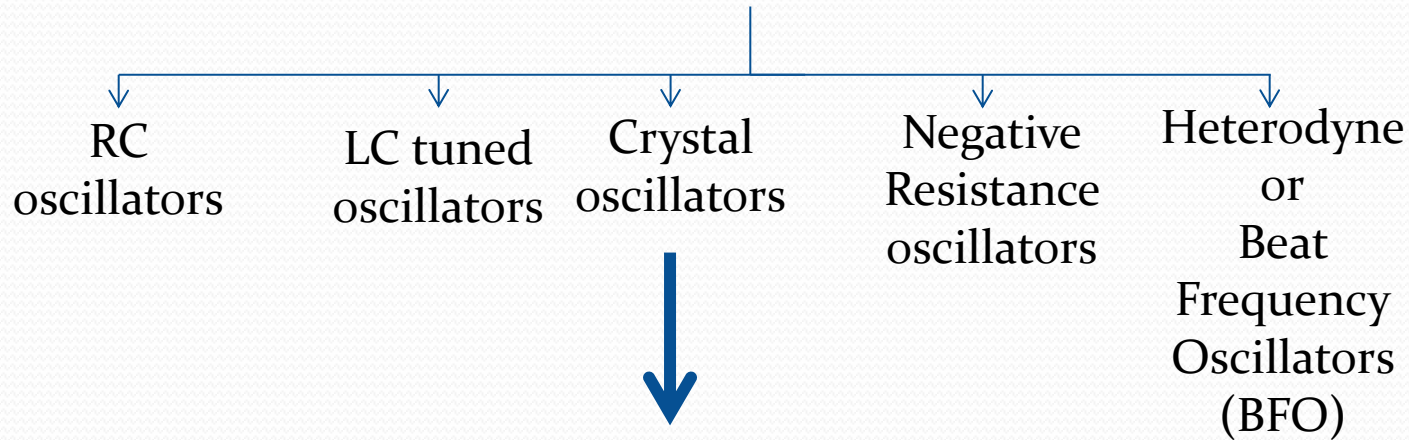 RC
oscillators
LC tuned
oscillators
Crystal
oscillators
Negative
Resistance
oscillators
Heterodyne
or
Beat
Frequency
Oscillators
(BFO)